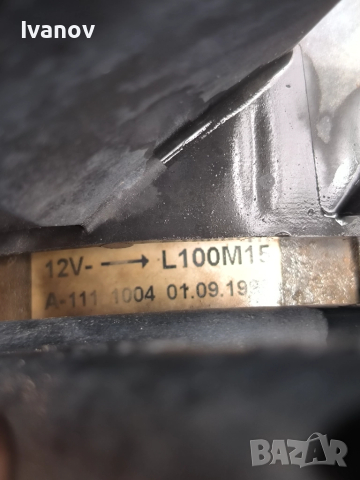 Ivanov
12V- → L100M15
A-111 1004 01.09.19
BAZAR